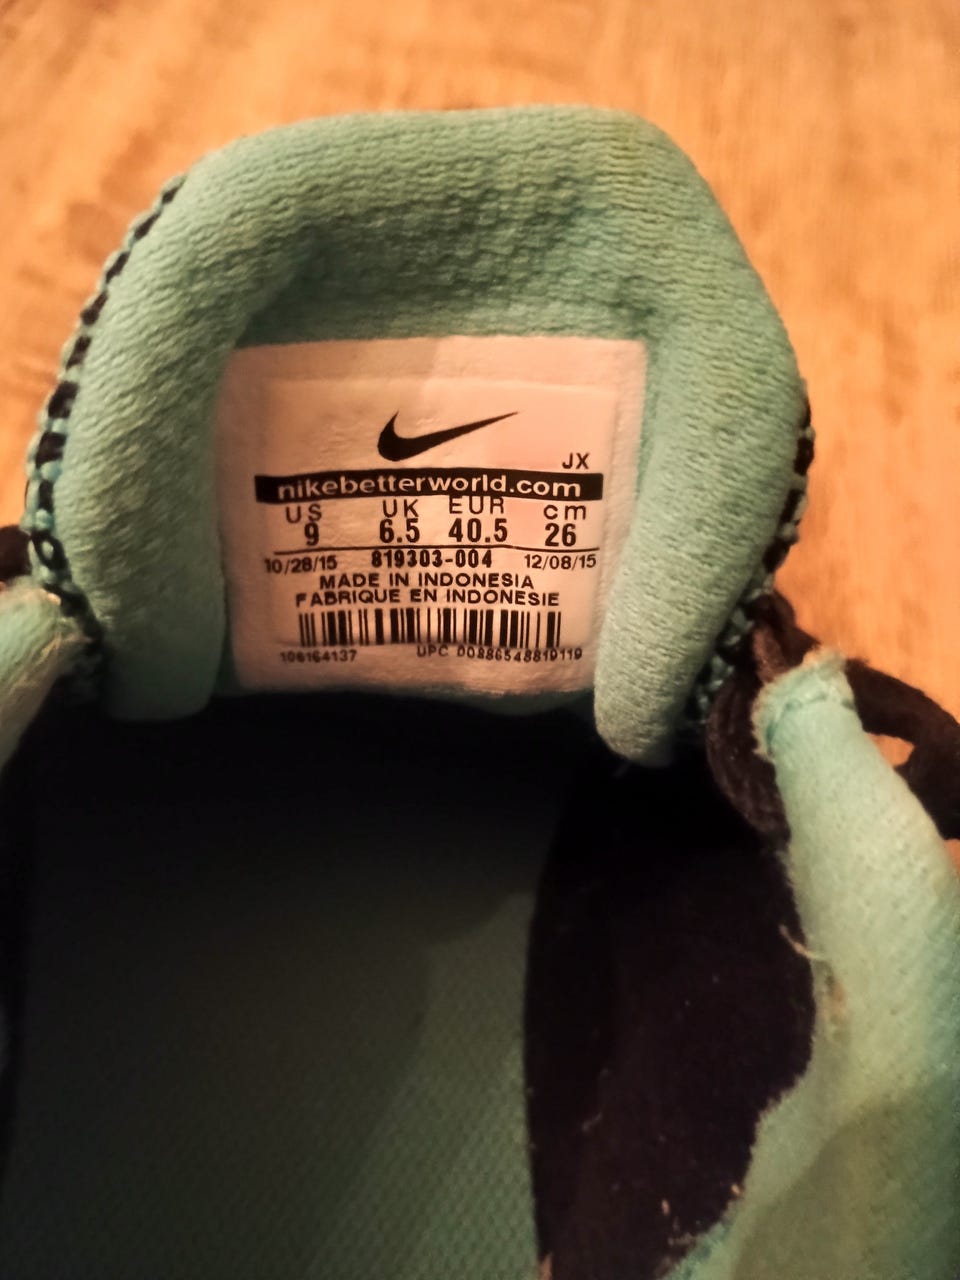 JX
nikebetterworld.com
US UK EUR cm
9 6.5 40.5 26
10/28/15 819303-004 12/08/15
MADE IN INDONESIA
FABRIQUE EN INDONESIE
106164137 UPC 00886548819119